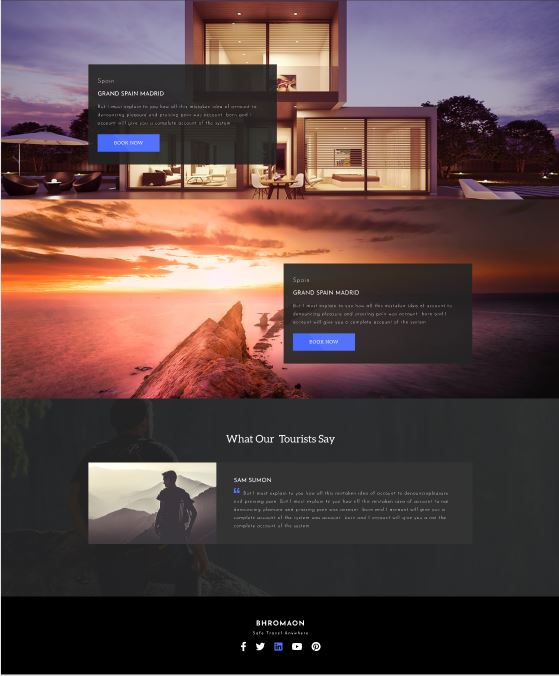 Spain
GRAND SPAIN MADRID
But I must explain to you how all this mistaken idea of account to
denouncing pleasure and praising pain was account born and I
account will give you a complete account of the system
BOOK NOW
Spain
GRAND SPAIN MADRID
But I must explain to you how all this mistaken idea of account to
denouncing pleasure and praising pain was account born and I
account will give you a complete account of the system
BOOK NOW
What Our Tourists Say
SAM SUMON
“ But I must explain to you how all this mistaken idea of account to denouncingpleasure
and praising pain But I must explain to you how all this mistaken idea of account to not
denouncing pleasure and praising pain was account born and I account will give you a
complete account of the system was account born and I account will give you a not the
complete account of the system
BHROMAON
Safe Travel Anywhere